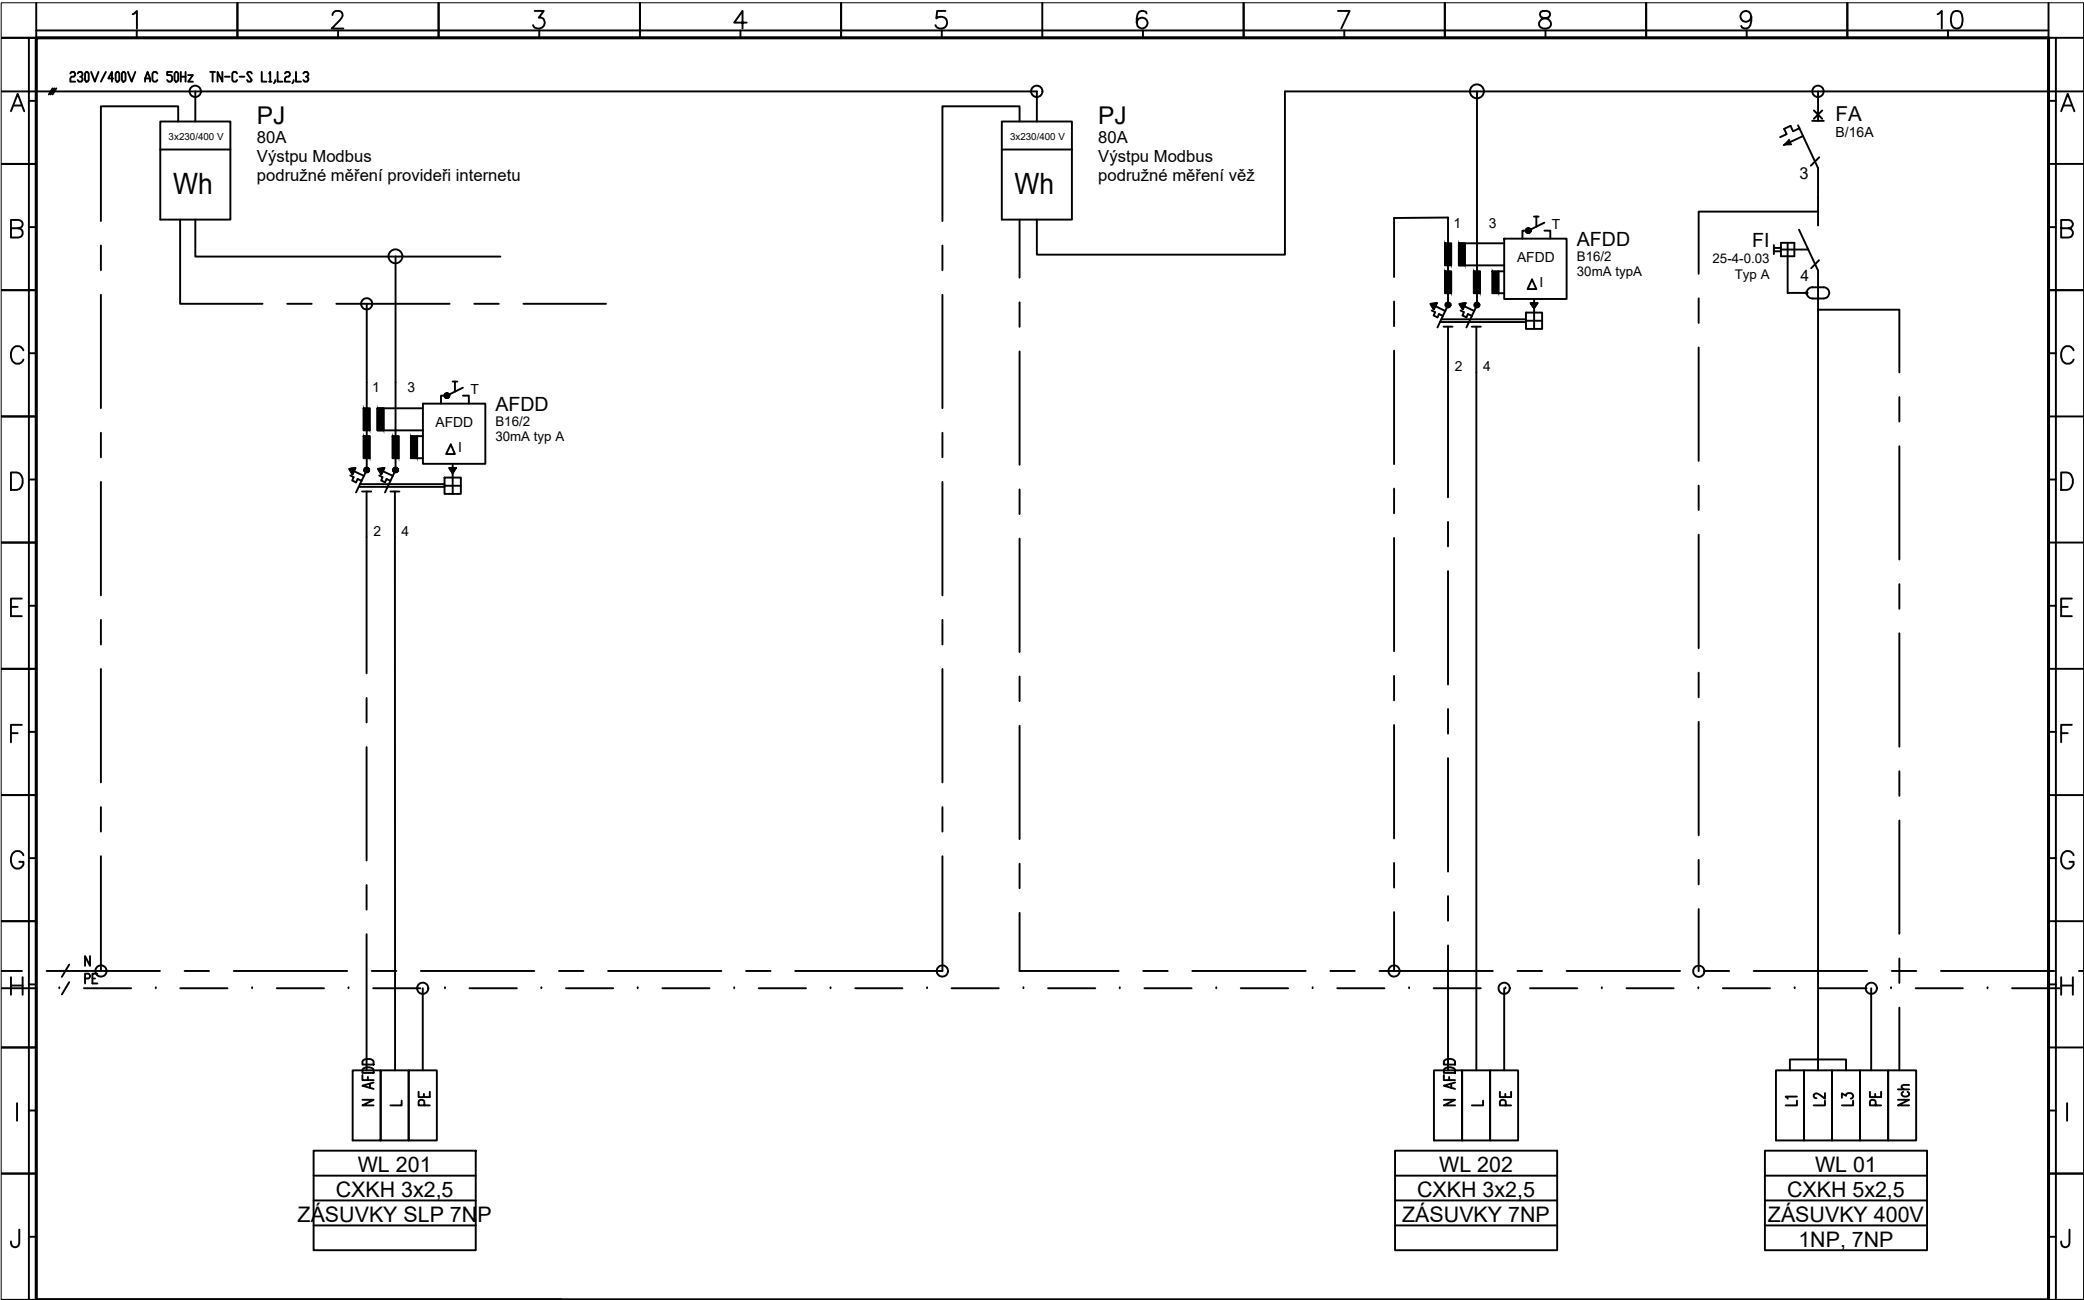 1 2 3 4 5 6 7 8 9 10
230V/400V AC 50Hz TN-C-S L1,L2,L3
A
A
3x230/400 V
Wh
PJ
80A
Výstpu Modbus
podružné měření provideři internetu
3x230/400 V
Wh
PJ
80A
Výstpu Modbus
podružné měření věž
FA
B/16A
3
B
B
1 3
T
AFDD
Δ I
AFDD
B16/2
30mA typA
2 4
FI
25-4-0.03
Typ A
4
C
C
1 3
T
AFDD
Δ I
AFDD
B16/2
30mA typ A
2 4
D
D
E
E
F
F
G
G
N
PE
H
H
N AFDD
L
PE
N AFDD
L
PE
L1
L2
L3
PE
Nch
I
I
WL 201
CXKH 3x2,5
ZÁSUVKY SLP 7NP
WL 202
CXKH 3x2,5
ZÁSUVKY 7NP
WL 01
CXKH 5x2,5
ZÁSUVKY 400V
1NP, 7NP
J
J